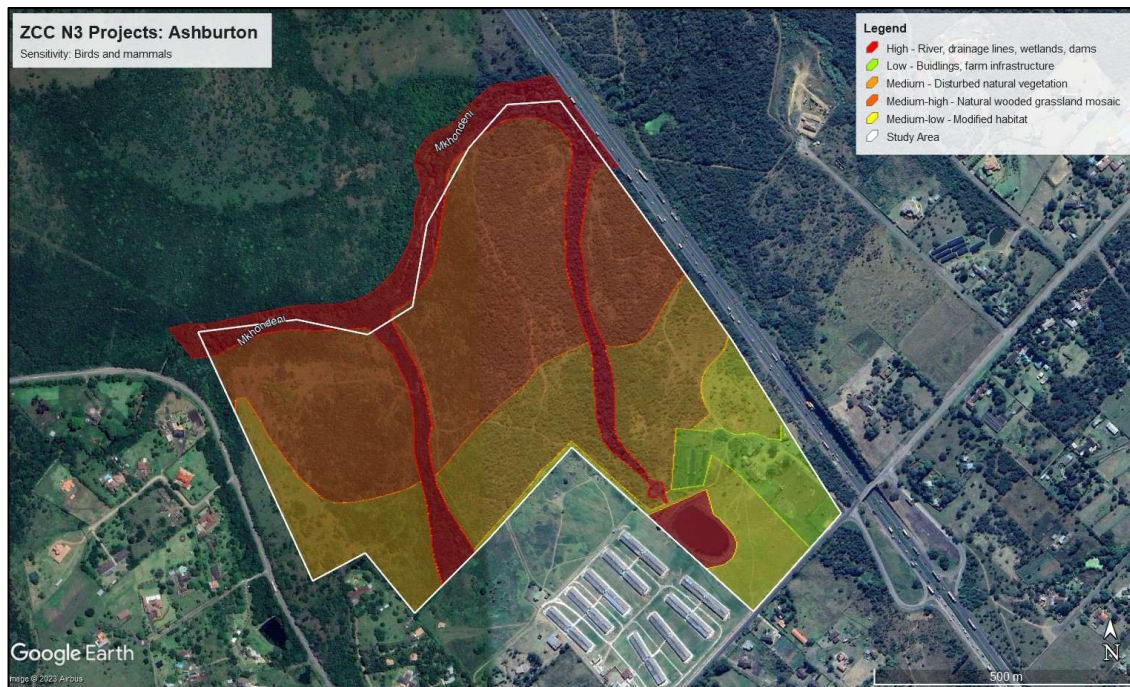 ZCC N3 Projects: Ashburton
Sensitivity: Birds and mammals
Legend
High - River, drainage lines, wetlands, dams
Low - Buidlings, farm infrastructure
Medium - Disturbed natural vegetation
Medium-high - Natural wooded grassland mosaic
Medium-low - Modified habitat
Study Area
Mkhondeni
Mkhondeni
Google Earth
Image © 2023 Airbus
N
500 m